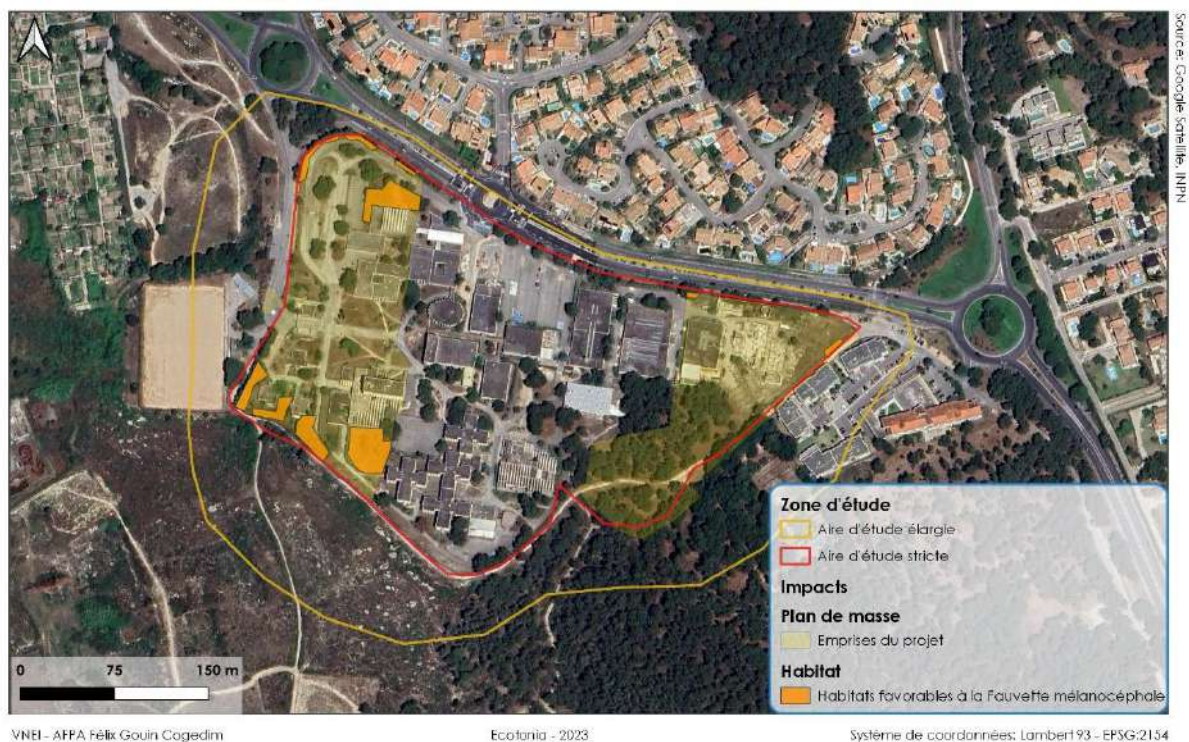 Source: Google Satellite, INPN
Zone d'étude
Aire d'étude élargie
Aire d'étude stricte
Impacts
Plan de masse
Emprises du projet
Habitat
Habitats favorables à la Fauvette mélanocéphale
0 75 150 m
VNEI - AFPA Félix Gouin Cogedim Ecotonia - 2023 Système de coordonnées: Lambert 93 - EPSG:2154